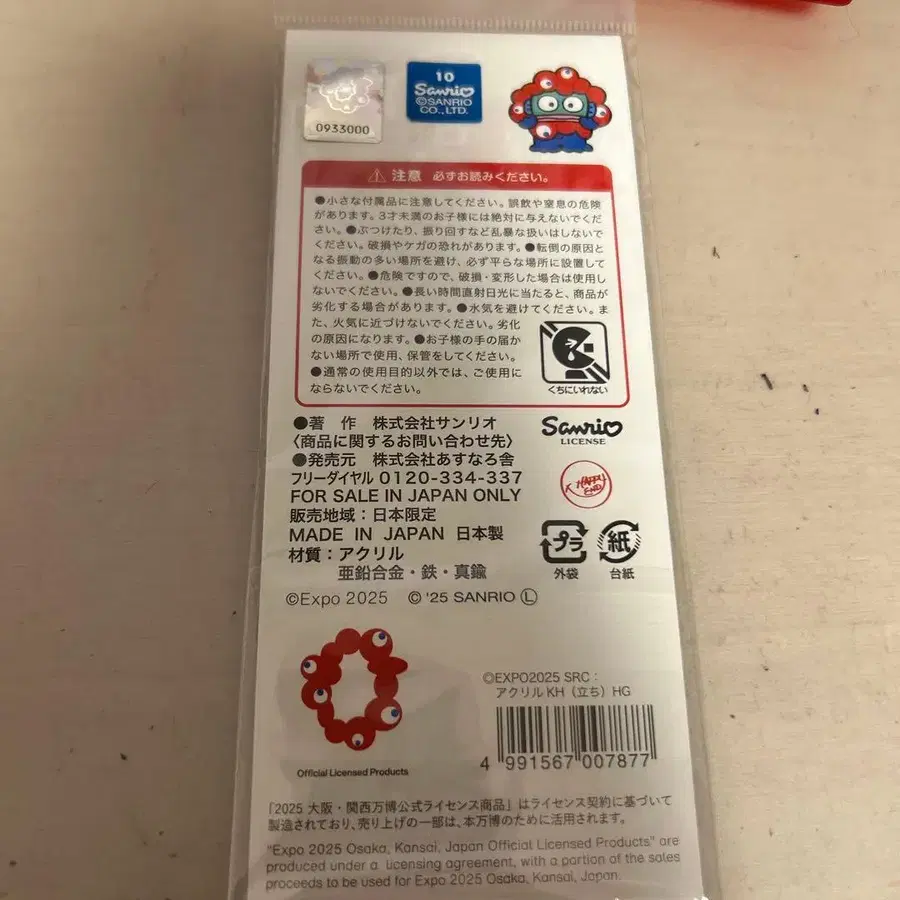 0933000
10
Sanrio
©SANRIO
CO., LTD.
注意 必ずお読みください。
●小さな付属品に注意してください。誤飲や窒息の危険
があります。3才未満のお子様には絶対に与えないでくだ
さい。●ぶつけたり、振り回すなど乱暴な扱いはしないで
ください。破損やケガの恐れがあります。●転倒の原因と
なる振動の多い場所を避け、必ず平らな場所に設置して
ください。●危険ですので、破損・変形した場合は使用し
ないでください。●長い時間直射日光に当たると、商品が
劣化する場合があります。●水気を避けてください。ま
た、火気に近づけないでください。劣化
の原因になります。●お子様の手の届か
ない場所で使用、保管をしてください。
●通常の使用目的以外では、ご使用に
ならないでください。
くちにいれない
●著 作 株式会社サンリオ
〈商品に関するお問い合わせ先〉
●発売元 株式会社あすなろ舎
フリーダイヤル 0120-334-337
FOR SALE IN JAPAN ONLY
販売地域：日本限定
MADE IN JAPAN 日本製
材質：アクリル
亜鉛合金・鉄・真鍮
©Expo 2025 © '25 SANRIO Ⓛ
Sanrio
LICENSE
HAPPY
END
プラ
外袋
紙
台紙
Official Licensed Products
©EXPO2025 SRC：
アクリルKH（立ち）HG
4 991567 007877
「2025 大阪・関西万博公式ライセンス商品」はライセンス契約に基づいて
製造されており、売り上げの一部は、本万博のために活用されます。
"Expo 2025 Osaka, Kansai, Japan Official Licensed Products" are
produced under a licensing agreement, with a portion of the sales
proceeds to be used for Expo 2025 Osaka, Kansai, Japan.